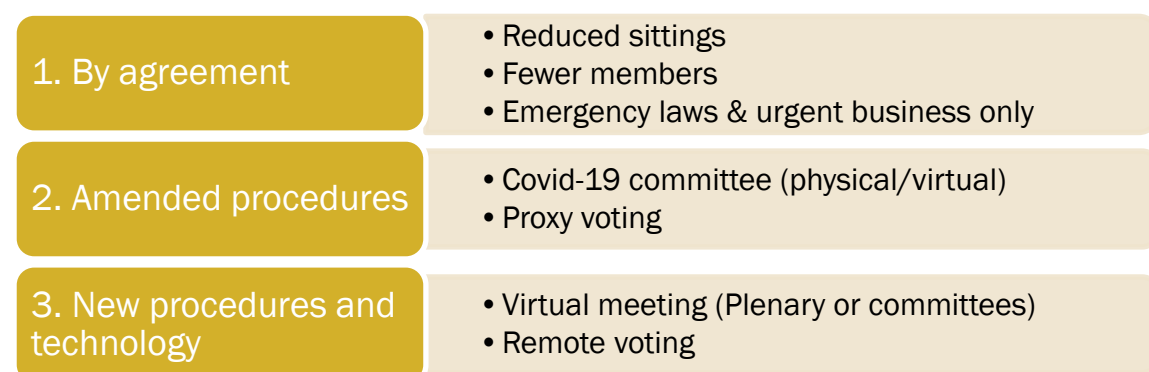 1. By agreement
• Reduced sittings
• Fewer members
• Emergency laws & urgent business only
2. Amended procedures
• Covid-19 committee (physical/virtual)
• Proxy voting
3. New procedures and
technology
• Virtual meeting (Plenary or committees)
• Remote voting